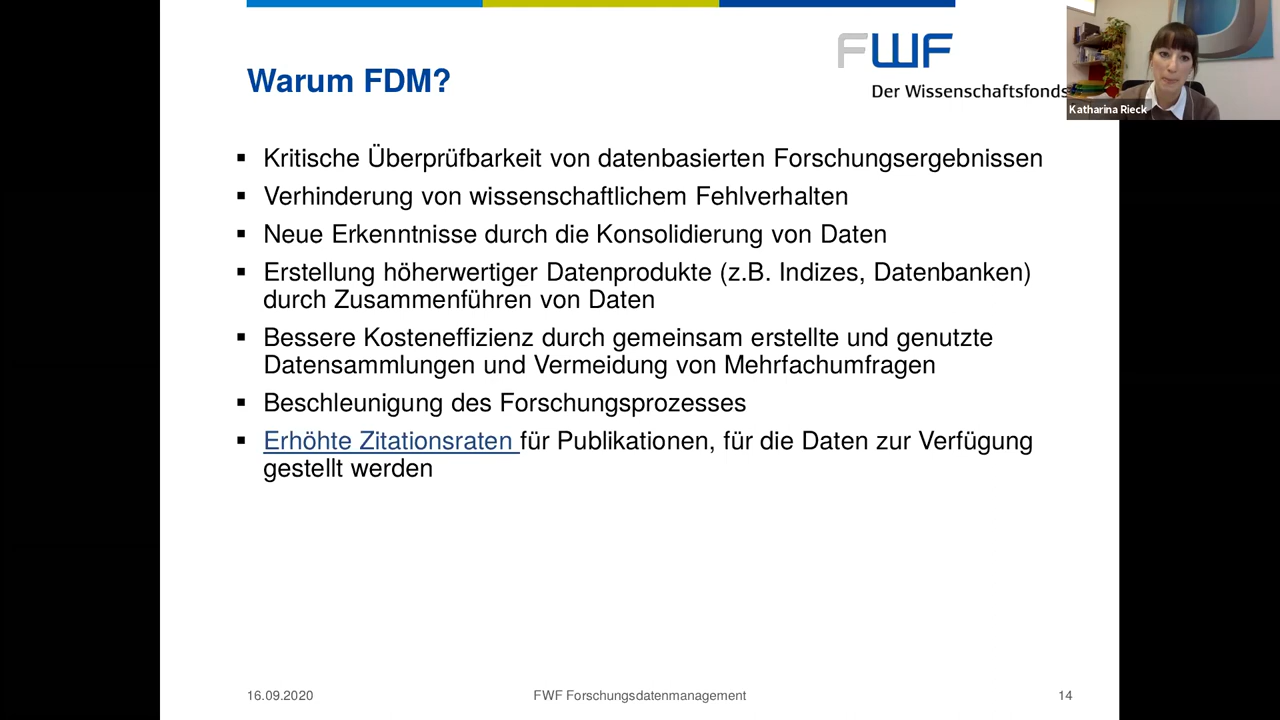 Warum FDM?
FWF
Der Wissenschaftsfonds
Katharina Rieck
▪ Kritische Überprüfbarkeit von datenbasierten Forschungsergebnissen
▪ Verhinderung von wissenschaftlichem Fehlverhalten
▪ Neue Erkenntnisse durch die Konsolidierung von Daten
▪ Erstellung höherwertiger Datenprodukte (z.B. Indizes, Datenbanken)
durch Zusammenführen von Daten
▪ Bessere Kosteneffizienz durch gemeinsam erstellte und genutzte
Datensammlungen und Vermeidung von Mehrfachumfragen
▪ Beschleunigung des Forschungsprozesses
▪ Erhöhte Zitationsraten für Publikationen, für die Daten zur Verfügung
gestellt werden
16.09.2020
FWF Forschungsdatenmanagement
14